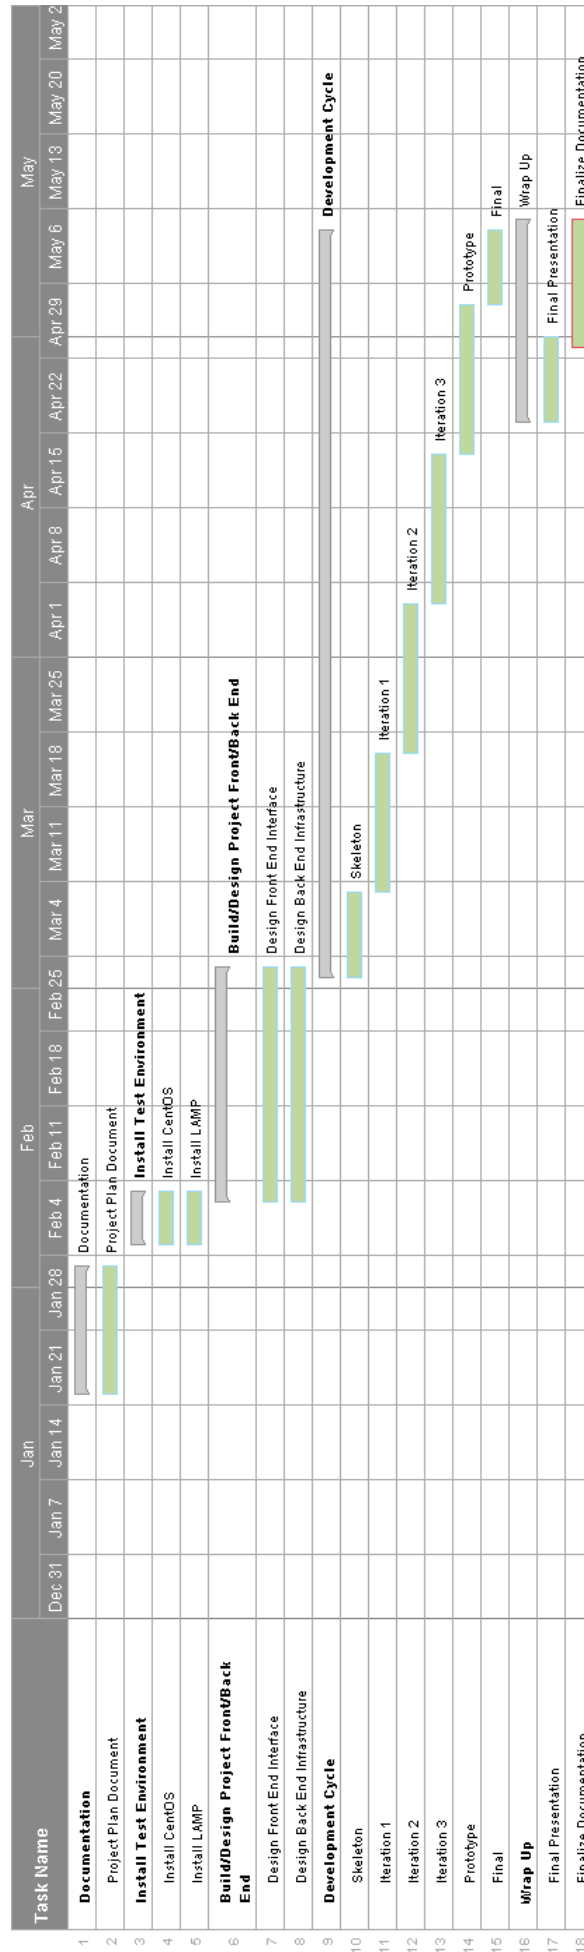 Task Name
Jan
Feb
Mar
Apr
May
Dec 31
Jan 7
Jan 14
Jan 21
Jan 28
Feb 4
Feb 11
Feb 18
Feb 25
Mar 4
Mar 11
Mar 18
Mar 25
Apr 1
Apr 8
Apr 15
Apr 22
Apr 29
May 6
May 13
May 20
May 2
1
Documentation
Documentation
2
Project Plan Document
Project Plan Document
3
Install Test Environment
Install Test Environment
4
Install CentOS
Install CentOS
5
Install LAMP
Install LAMP
6
Build/Design Project Front/Back
End
Build/Design Project Front/Back End
7
Design Front End Interface
Design Front End Interface
8
Design Back End Infrastructure
Design Back End Infrastructure
9
Development Cycle
Development Cycle
10
Skeleton
Skeleton
11
Iteration 1
Iteration 1
12
Iteration 2
Iteration 2
13
Iteration 3
Iteration 3
14
Prototype
Prototype
15
Final
Final
16
Wrap Up
Wrap Up
17
Final Presentation
Final Presentation
18
Finalize Documentation
Finalize Documentation